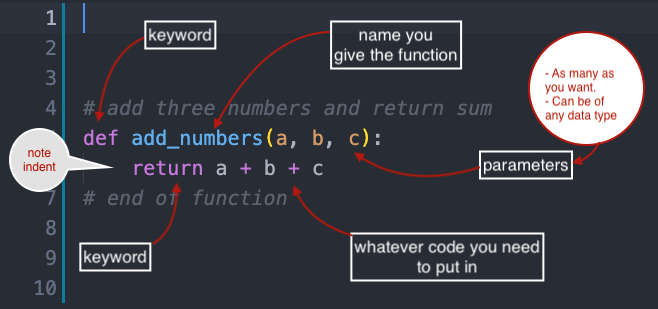 1
keyword
name you
give the function
2
3
- As many as
you want.
- Can be of
any data type
4 # add three numbers and return sum
def add_numbers(a, b, c):
note
indent
return a + b + c
parameters
7 # end of function
8
9
keyword
whatever code you need
to put in
10